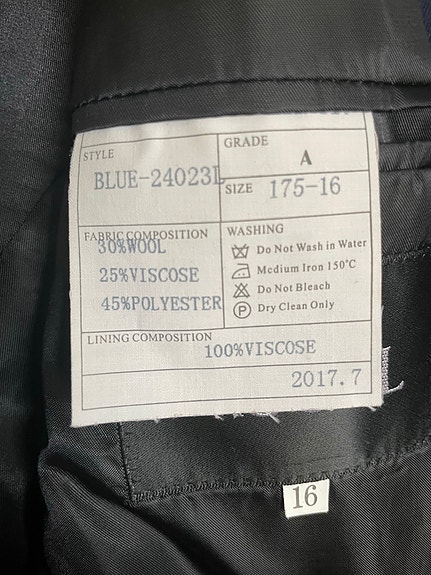 STYLE
BLUE-24023L
GRADE
A
SIZE 175-16
FABRIC COMPOSITION
30%WOOL
25%VISCOSE
45%POLYESTER
WASHING
Do Not Wash in Water
Medium Iron 150°C
Do Not Bleach
P Dry Clean Only
LINING COMPOSITION
100%VISCOSE
2017.7
16